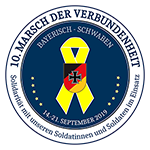 10. MARSCH DER VERBUNDENHEIT
BAYERISCH - SCHWABEN
14.-21. SEPTEMBER 2019
Solidarität mit unseren Soldatinnen und Soldaten im Einsatz